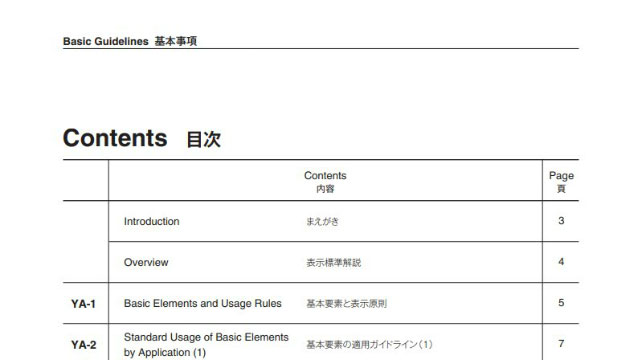 Basic Guidelines 基本事項
Contents 目次
Contents Page
内容 頁
Introduction まえがき 3
Overview 表示標準解説 4
YA-1 Basic Elements and Usage Rules 基本要素と表示原則 5
YA-2 Standard Usage of Basic Elements by Application (1) 基本要素の適用ガイドライン（1） 7